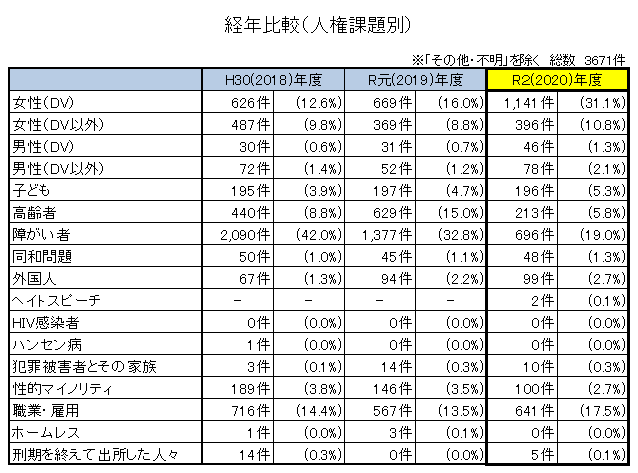 経年比較(人権課題別)
※「その他・不明」を除く 総数 3671件
H30(2018)年度 R元(2019)年度 R2(2020)年度
女性(DV) 626件 (12.6%) 669件 (16.0%) 1,141件 (31.1%)
女性(DV以外) 487件 (9.8%) 369件 (8.8%) 396件 (10.8%)
男性(DV) 30件 (0.6%) 31件 (0.7%) 46件 (1.3%)
男性(DV以外) 72件 (1.4%) 52件 (1.2%) 78件 (2.1%)
子ども 195件 (3.9%) 197件 (4.7%) 196件 (5.3%)
高齢者 440件 (8.8%) 629件 (15.0%) 213件 (5.8%)
障がい者 2,090件 (42.0%) 1,377件 (32.8%) 696件 (19.0%)
同和問題 50件 (1.0%) 45件 (1.1%) 48件 (1.3%)
外国人 67件 (1.3%) 94件 (2.2%) 99件 (2.7%)
ヘイトスピーチ － － － － 2件 (0.1%)
HIV感染者 0件 (0.0%) 0件 (0.0%) 0件 (0.0%)
ハンセン病 1件 (0.0%) 0件 (0.0%) 0件 (0.0%)
犯罪被害者とその家族 3件 (0.1%) 14件 (0.3%) 10件 (0.3%)
性的マイノリティ 189件 (3.8%) 146件 (3.5%) 100件 (2.7%)
職業・雇用 716件 (14.4%) 567件 (13.5%) 641件 (17.5%)
ホームレス 1件 (0.0%) 3件 (0.1%) 0件 (0.0%)
刑期を終えて出所した人々 14件 (0.3%) 0件 (0.0%) 5件 (0.1%)